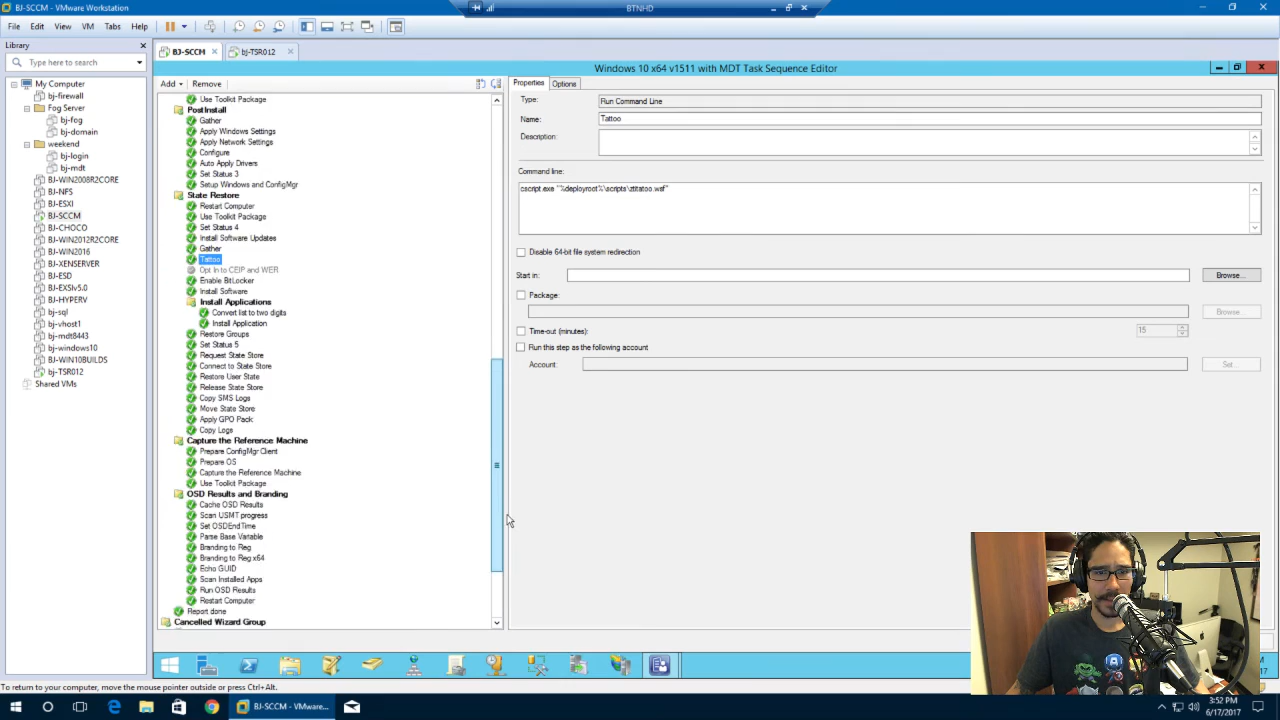 BJ-SCCM - VMware Workstation
BTNHD
File Edit View VM Tabs Help
Library
Type here to search
My Computer
bj-firewall
Fog Server
bj-fog
bj-domain
weekend
bj-login
bj-mdt
BJ-WIN2008R2CORE
BJ-NFS
BJ-ESXI
BJ-SCCM
BJ-CHOCO
BJ-WIN2012R2CORE
BJ-WIN2016
BJ-XENSERVER
BJ-ESD
BJ-EXSIv5.0
BJ-HYPERV
bj-sql
bj-vhost1
bj-mdt8443
bj-windows10
BJ-WIN10BUILDS
bj-TSR012
Shared VMs
BJ-SCCM
bj-TSR012
Windows 10 x64 v1511 with MDT Task Sequence Editor
Add Remove
Use Toolkit Package
PostInstall
Gather
Apply Windows Settings
Apply Network Settings
Configure
Auto Apply Drivers
Set Status 3
Setup Windows and ConfigMgr
State Restore
Restart Computer
Use Toolkit Package
Set Status 4
Install Software Updates
Gather
Tattoo
Opt In to CEIP and WER
Enable BitLocker
Install Software
Install Applications
Convert list to two digits
Install Application
Restore Groups
Set Status 5
Request State Store
Connect to State Store
Restore User State
Release State Store
Copy SMS Logs
Move State Store
Apply GPO Pack
Copy Logs
Capture the Reference Machine
Prepare ConfigMgr Client
Prepare OS
Capture the Reference Machine
Use Toolkit Package
OSD Results and Branding
Cache OSD Results
Scan USMT progress
Set OSDEndTime
Parse Base Variable
Branding to Reg
Branding to Reg x64
Echo GUID
Scan Installed Apps
Run OSD Results
Restart Computer
Report done
Cancelled Wizard Group
Properties Options
Type: Run Command Line
Name: Tattoo
Description:
Command line:
cscript.exe "%deployroot%\scripts\ztitatoo.wsf"
Disable 64-bit file system redirection
Start in: Browse...
Package:
Browse...
Time-out (minutes): 15
Run this step as the following account
Account: Set...
To return to your computer, move the mouse pointer outside or press Ctrl+Alt.
BJ-SCCM - VMware...
3:52 PM
6/17/2017